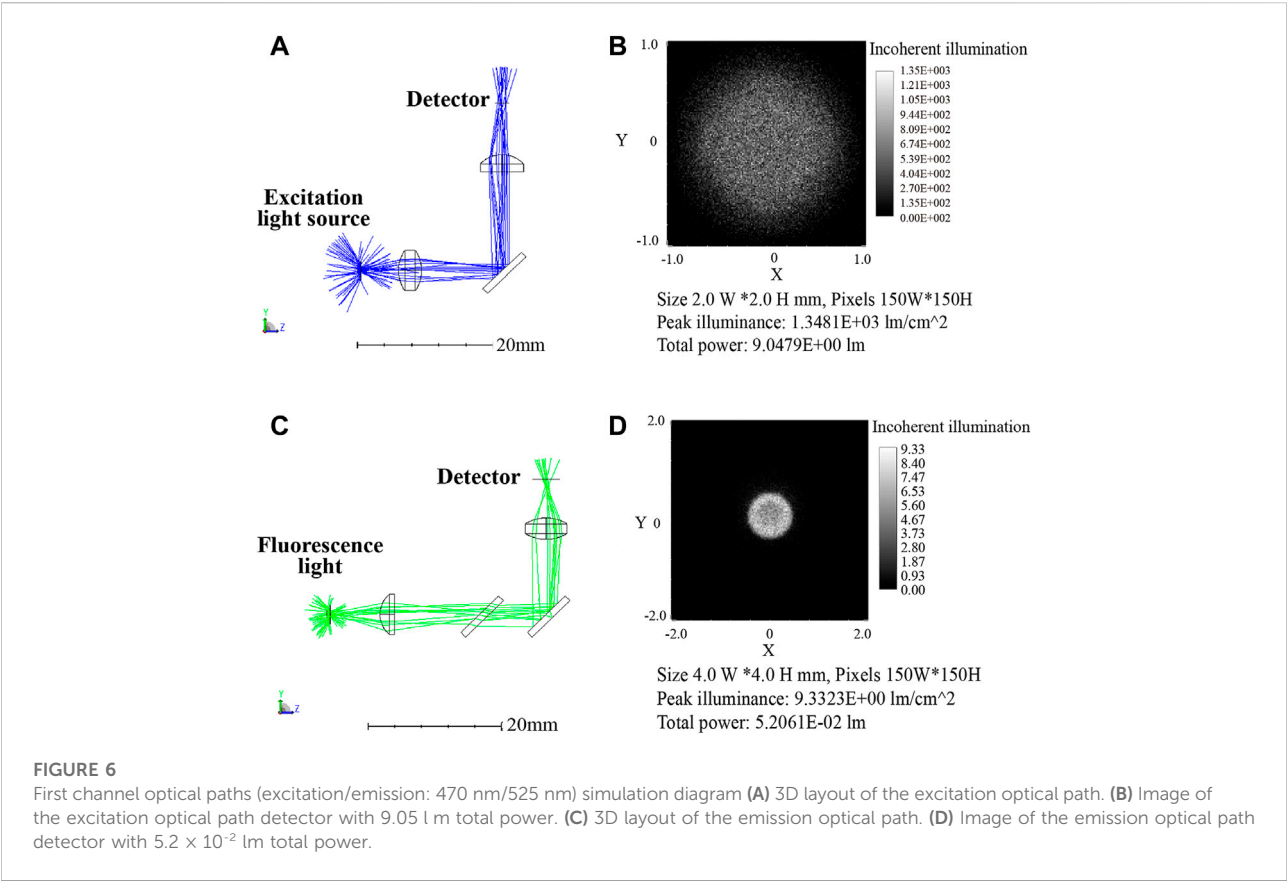 A
Detector
Excitation
light source
Y
Z
20mm
B
1.0
Y
0
-1.0
-1.0
0
1.0
X
Incoherent illumination
1.35E+003
1.21E+003
1.05E+003
9.44E+002
8.09E+002
6.74E+002
5.39E+002
4.04E+002
2.70E+002
1.35E+002
0.00E+002
Size 2.0 W *2.0 H mm, Pixels 150W*150H
Peak illuminance: 1.3481E+03 lm/cm^2
Total power: 9.0479E+00 lm
C
Detector
Fluorescence
light
Y
Z
20mm
D
2.0
Y 0
-2.0
-2.0
0
2.0
X
Incoherent illumination
9.33
8.40
7.47
6.53
5.60
4.67
3.73
2.80
1.87
0.93
0.00
Size 4.0 W *4.0 H mm, Pixels 150W*150H
Peak illuminance: 9.3323E+00 lm/cm^2
Total power: 5.2061E-02 lm
FIGURE 6
First channel optical paths (excitation/emission: 470 nm/525 nm) simulation diagram (A) 3D layout of the excitation optical path. (B) Image of
the excitation optical path detector with 9.05 l m total power. (C) 3D layout of the emission optical path. (D) Image of the emission optical path
detector with 5.2 × 10⁻² lm total power.